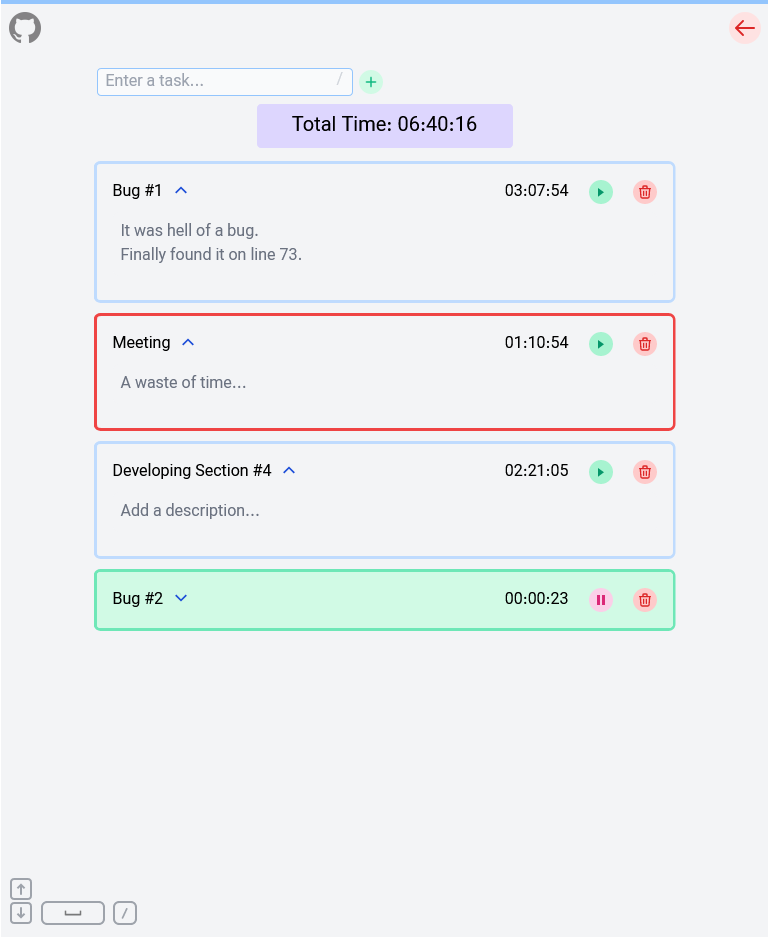 Enter a task... /
Total Time: 06:40:16
Bug #1 03:07:54
It was hell of a bug.
Finally found it on line 73.
Meeting 01:10:54
A waste of time...
Developing Section #4 02:21:05
Add a description...
Bug #2 00:00:23
/